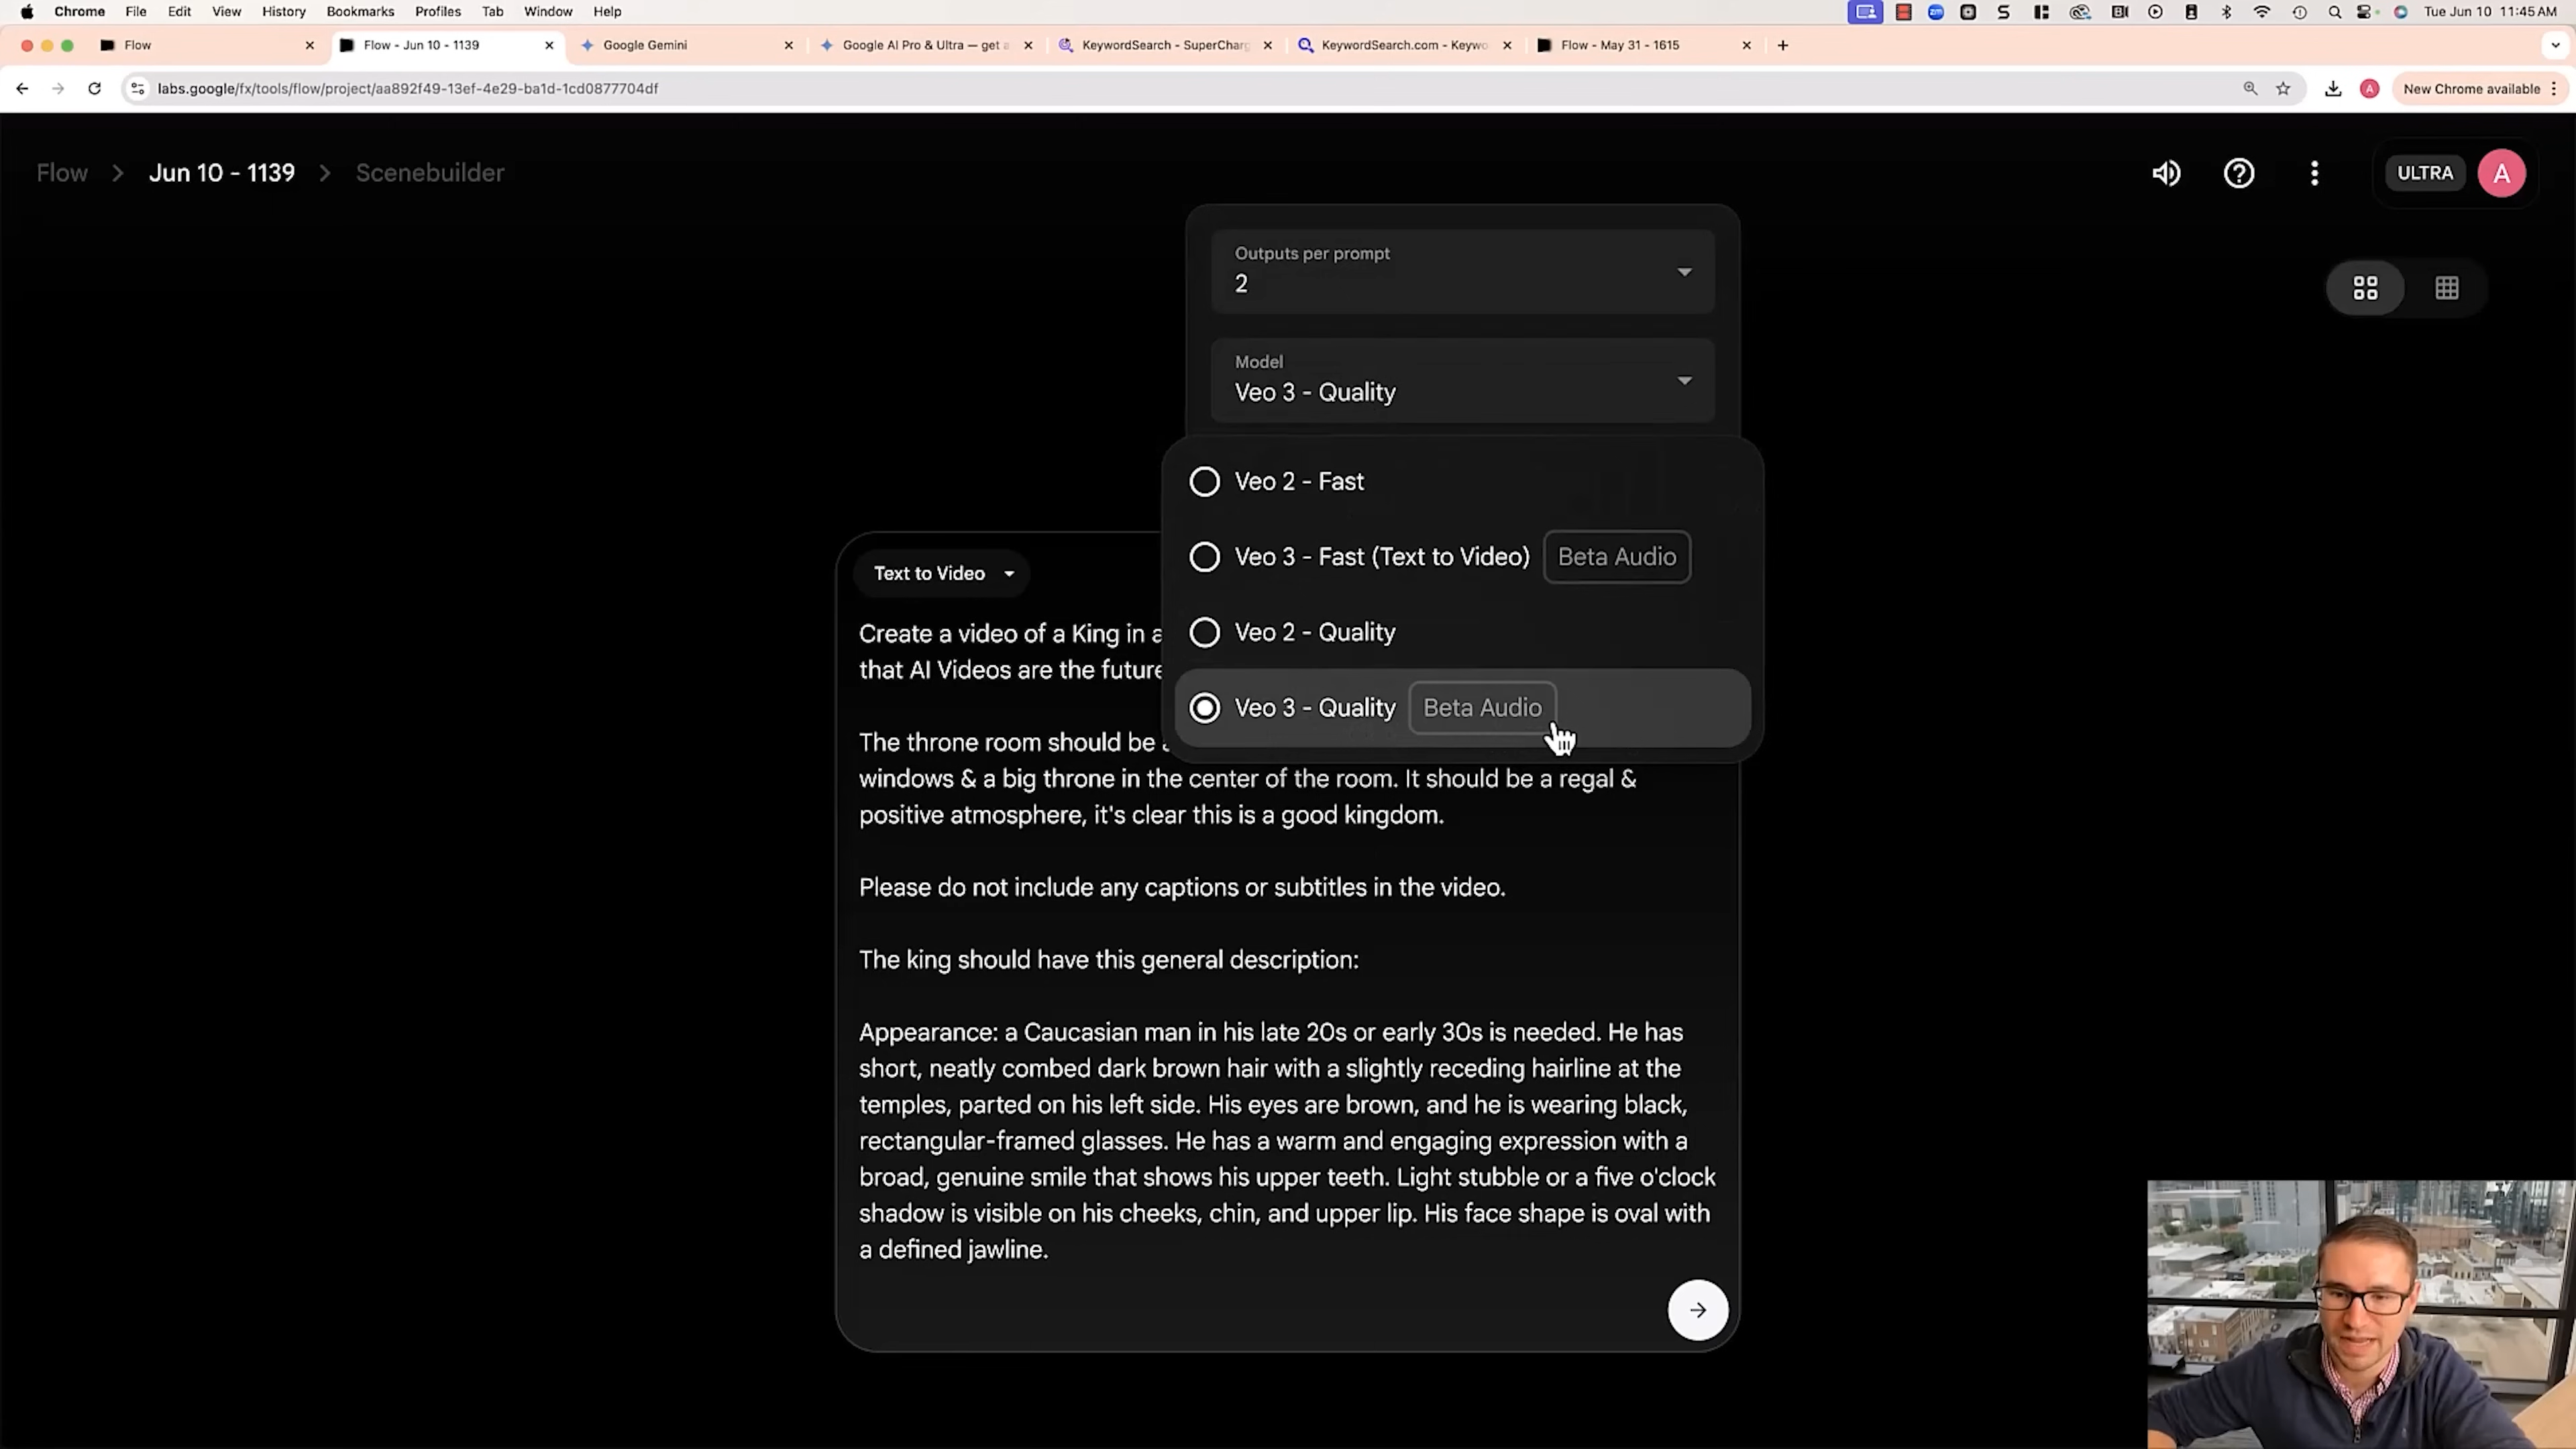 Chrome File Edit View History Bookmarks Profiles Tab Window Help Tue Jun 10 11:45 AM
Flow
Flow - Jun 10 - 1139
Google Gemini
Google AI Pro & Ultra — get a
KeywordSearch - SuperCharg
KeywordSearch.com - Keywo
Flow - May 31 - 1615
labs.google/fx/tools/flow/project/aa892f49-13ef-4e29-ba1d-1cd0877704df
A
New Chrome available
Flow > Jun 10 - 1139 > Scenebuilder
ULTRA A
Outputs per prompt
2
Model
Veo 3 - Quality
Veo 2 - Fast
Veo 3 - Fast (Text to Video) Beta Audio
Veo 2 - Quality
Veo 3 - Quality Beta Audio
Text to Video
Create a video of a King in a
that AI Videos are the future
The throne room should be a
windows & a big throne in the center of the room. It should be a regal &
positive atmosphere, it's clear this is a good kingdom.
Please do not include any captions or subtitles in the video.
The king should have this general description:
Appearance: a Caucasian man in his late 20s or early 30s is needed. He has
short, neatly combed dark brown hair with a slightly receding hairline at the
temples, parted on his left side. His eyes are brown, and he is wearing black,
rectangular-framed glasses. He has a warm and engaging expression with a
broad, genuine smile that shows his upper teeth. Light stubble or a five o'clock
shadow is visible on his cheeks, chin, and upper lip. His face shape is oval with
a defined jawline.